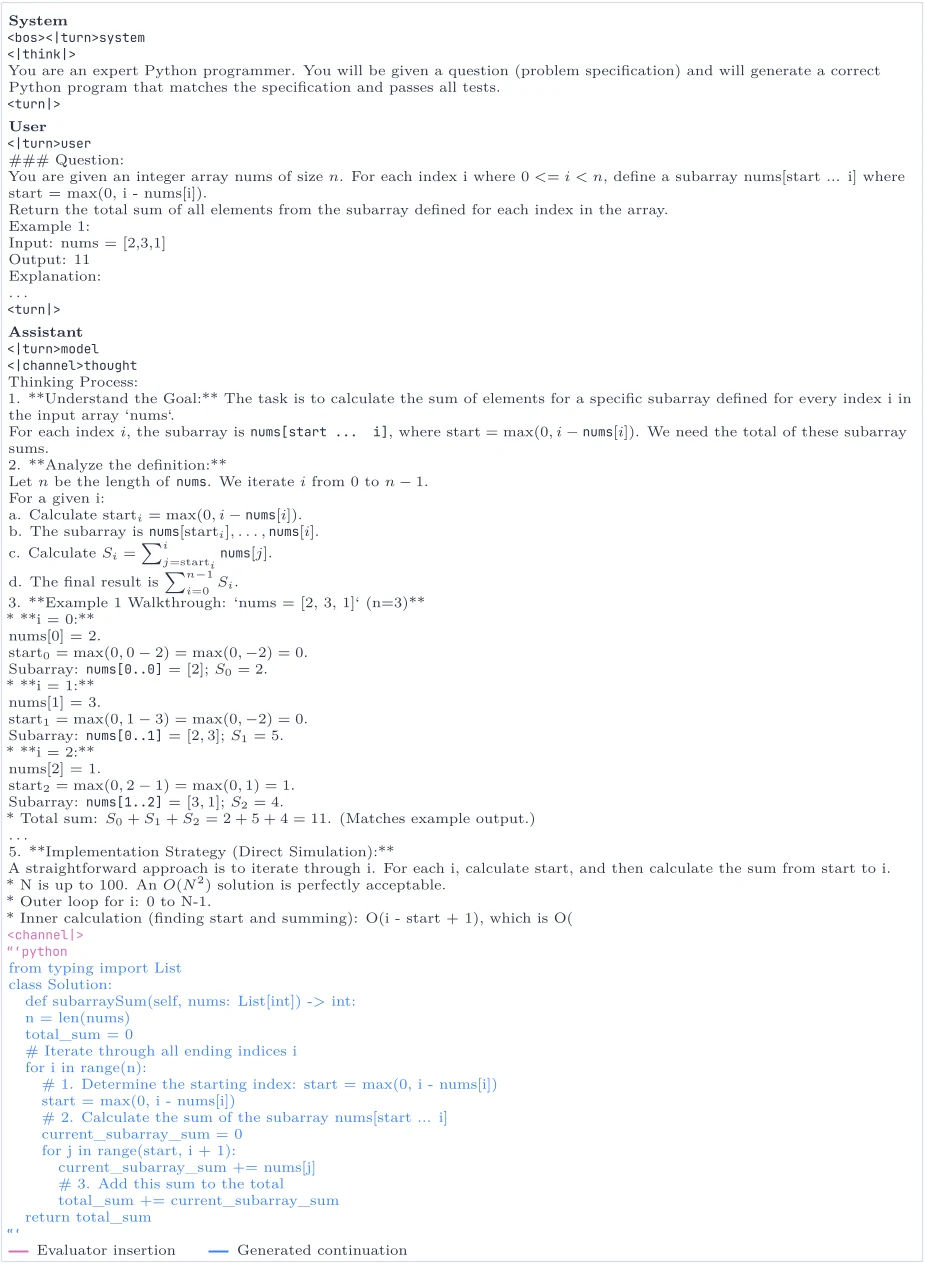 System
<bos><|turn>system
<|think|>
You are an expert Python programmer. You will be given a question (problem specification) and will generate a correct
Python program that matches the specification and passes all tests.
<turn|>
User
<|turn>user
### Question:
You are given an integer array nums of size n. For each index i where 0 <= i < n, define a subarray nums[start ... i] where
start = max(0, i - nums[i]).
Return the total sum of all elements from the subarray defined for each index in the array.
Example 1:
Input: nums = [2,3,1]
Output: 11
Explanation:
...
<turn|>
Assistant
<|turn>model
<|channel>thought
Thinking Process:
1. **Understand the Goal:** The task is to calculate the sum of elements for a specific subarray defined for every index i in
the input array ‘nums‘.
For each index i, the subarray is nums[start ... i], where start = max(0, i − nums[i]). We need the total of these subarray
sums.
2. **Analyze the definition:**
Let n be the length of nums. We iterate i from 0 to n − 1.
For a given i:
a. Calculate startᵢ = max(0, i − nums[i]).
b. The subarray is nums[startᵢ], . . . , nums[i].
c. Calculate Sᵢ = ∑ⁱⱼ₌ₛₜₐᵣₜᵢ nums[j].
d. The final result is ∑ⁿ⁻¹ᵢ₌₀ Sᵢ.
3. **Example 1 Walkthrough: ‘nums = [2, 3, 1]‘ (n=3)**
* **i = 0:**
nums[0] = 2.
start₀ = max(0, 0 − 2) = max(0, −2) = 0.
Subarray: nums[0..0] = [2]; S₀ = 2.
* **i = 1:**
nums[1] = 3.
start₁ = max(0, 1 − 3) = max(0, −2) = 0.
Subarray: nums[0..1] = [2, 3]; S₁ = 5.
* **i = 2:**
nums[2] = 1.
start₂ = max(0, 2 − 1) = max(0, 1) = 1.
Subarray: nums[1..2] = [3, 1]; S₂ = 4.
* Total sum: S₀ + S₁ + S₂ = 2 + 5 + 4 = 11. (Matches example output.)
...
5. **Implementation Strategy (Direct Simulation):**
A straightforward approach is to iterate through i. For each i, calculate start, and then calculate the sum from start to i.
* N is up to 100. An O(N²) solution is perfectly acceptable.
* Outer loop for i: 0 to N-1.
* Inner calculation (finding start and summing): O(i - start + 1), which is O(
<channel|>
“‘python
from typing import List
class Solution:
def subarraySum(self, nums: List[int]) -> int:
n = len(nums)
total_sum = 0
# Iterate through all ending indices i
for i in range(n):
# 1. Determine the starting index: start = max(0, i - nums[i])
start = max(0, i - nums[i])
# 2. Calculate the sum of the subarray nums[start ... i]
current_subarray_sum = 0
for j in range(start, i + 1):
current_subarray_sum += nums[j]
# 3. Add this sum to the total
total_sum += current_subarray_sum
return total_sum
“‘
Evaluator insertion Generated continuation